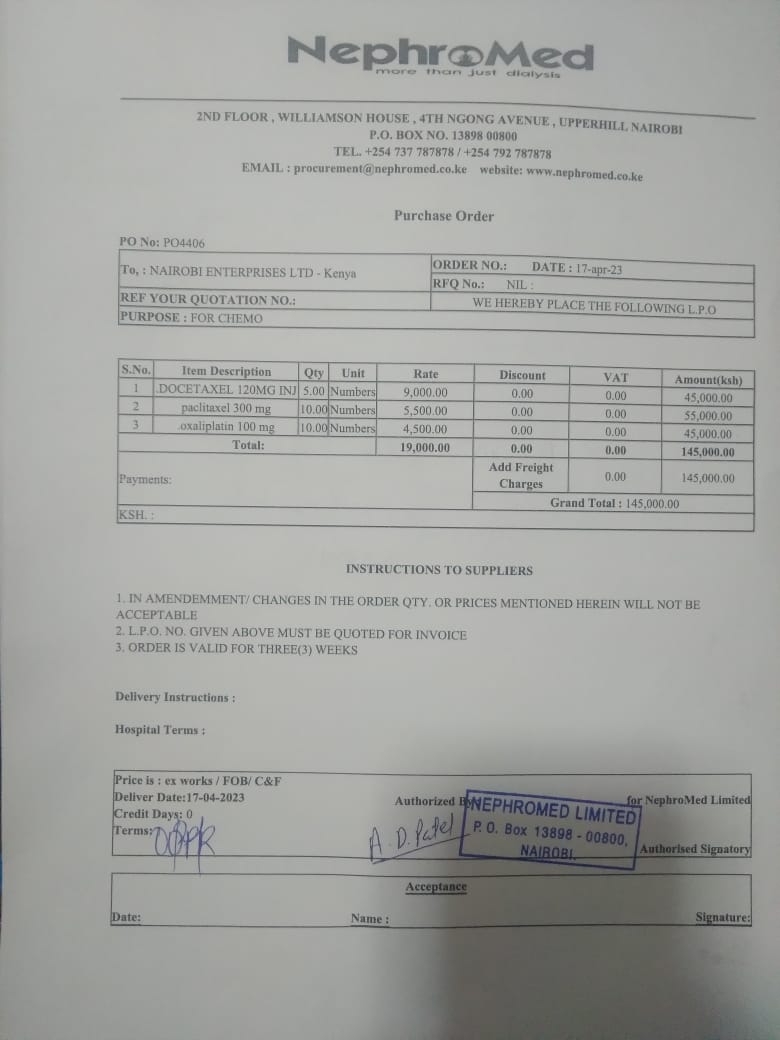 NephroMed
more than just dialysis
2ND FLOOR , WILLIAMSON HOUSE , 4TH NGONG AVENUE , UPPERHILL NAIROBI
P.O. BOX NO. 13898 00800
TEL. +254 737 787878 / +254 792 787878
EMAIL : procurement@nephromed.co.ke website: www.nephromed.co.ke
Purchase Order
PO No: PO4406
To, : NAIROBI ENTERPRISES LTD - Kenya
ORDER NO.: DATE : 17-apr-23
RFQ No.: NIL :
REF YOUR QUOTATION NO.: WE HEREBY PLACE THE FOLLOWING L.P.O
PURPOSE : FOR CHEMO
S.No. Item Description Qty Unit Rate Discount VAT Amount(ksh)
1 .DOCETAXEL 120MG INJ 5.00 Numbers 9,000.00 0.00 0.00 45,000.00
2 paclitaxel 300 mg 10.00 Numbers 5,500.00 0.00 0.00 55,000.00
3 .oxaliplatin 100 mg 10.00 Numbers 4,500.00 0.00 0.00 45,000.00
Total: 19,000.00 0.00 0.00 145,000.00
Payments: Add Freight Charges 0.00 145,000.00
Grand Total : 145,000.00
KSH. :
INSTRUCTIONS TO SUPPLIERS
1. IN AMENDEMMENT/ CHANGES IN THE ORDER QTY. OR PRICES MENTIONED HEREIN WILL NOT BE
ACCEPTABLE
2. L.P.O. NO. GIVEN ABOVE MUST BE QUOTED FOR INVOICE
3. ORDER IS VALID FOR THREE(3) WEEKS
Delivery Instructions :
Hospital Terms :
Price is : ex works / FOB/ C&F
Deliver Date:17-04-2023
Authorized for NephroMed Limited
Credit Days: 0
Terms:
A. D. Patel
NEPHROMED LIMITED
P. O. Box 13898 - 00800,
NAIROBI.
Authorised Signatory
Acceptance
Date: Name : Signature: